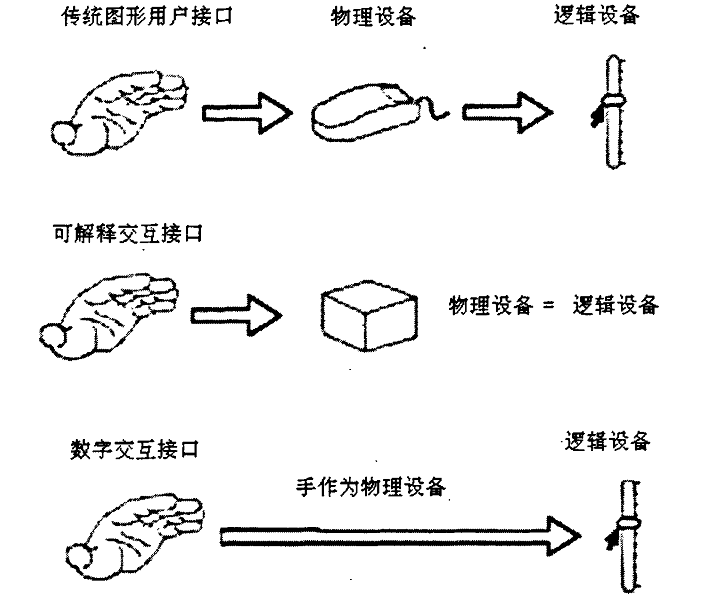 传统图形用户接口 物理设备 逻辑设备
可解释交互接口
物理设备 = 逻辑设备
数字交互接口 逻辑设备
手作为物理设备